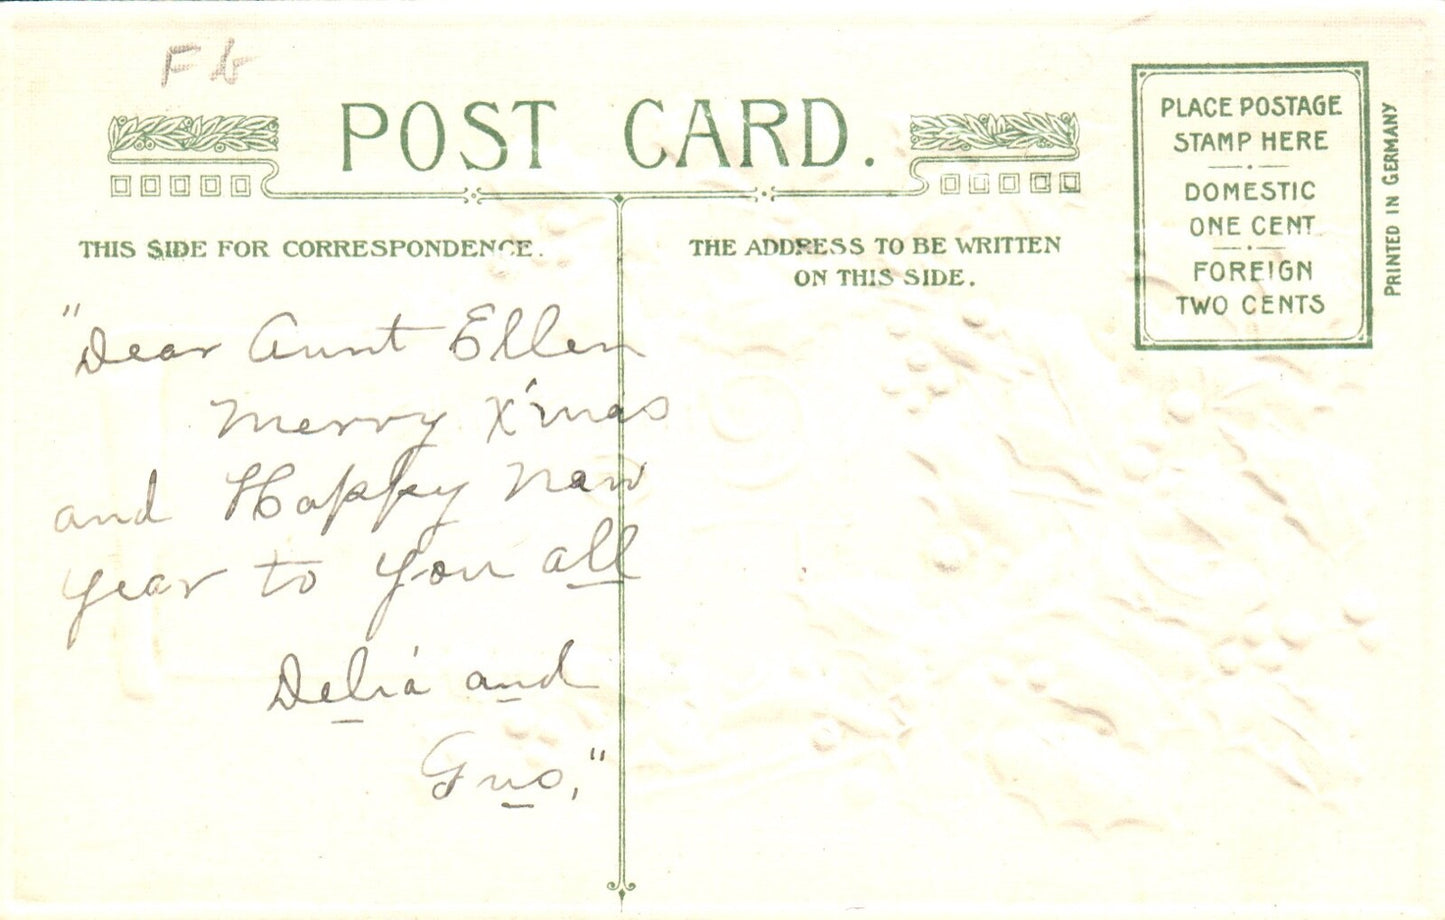 POST CARD.
THIS SIDE FOR CORRESPONDENCE.
"Dear Aunt Ellen
Merry X'mas
and Happy New
Year to you all
Delia and
Gus,"
THE ADDRESS TO BE WRITTEN
ON THIS SIDE.
PLACE POSTAGE
STAMP HERE
DOMESTIC
ONE CENT
FOREIGN
TWO CENTS
PRINTED IN GERMANY